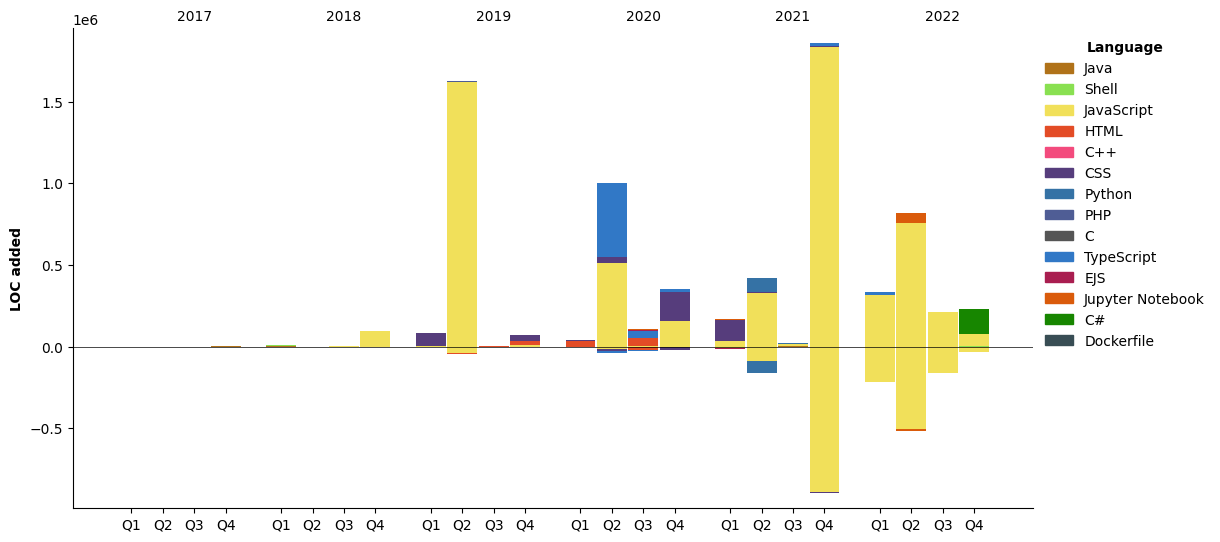 1e6
2017 2018 2019 2020 2021 2022
LOC added
1.5
1.0
0.5
0.0
−0.5
Q1 Q2 Q3 Q4 Q1 Q2 Q3 Q4 Q1 Q2 Q3 Q4 Q1 Q2 Q3 Q4 Q1 Q2 Q3 Q4 Q1 Q2 Q3 Q4
Language
Java
Shell
JavaScript
HTML
C++
CSS
Python
PHP
C
TypeScript
EJS
Jupyter Notebook
C#
Dockerfile